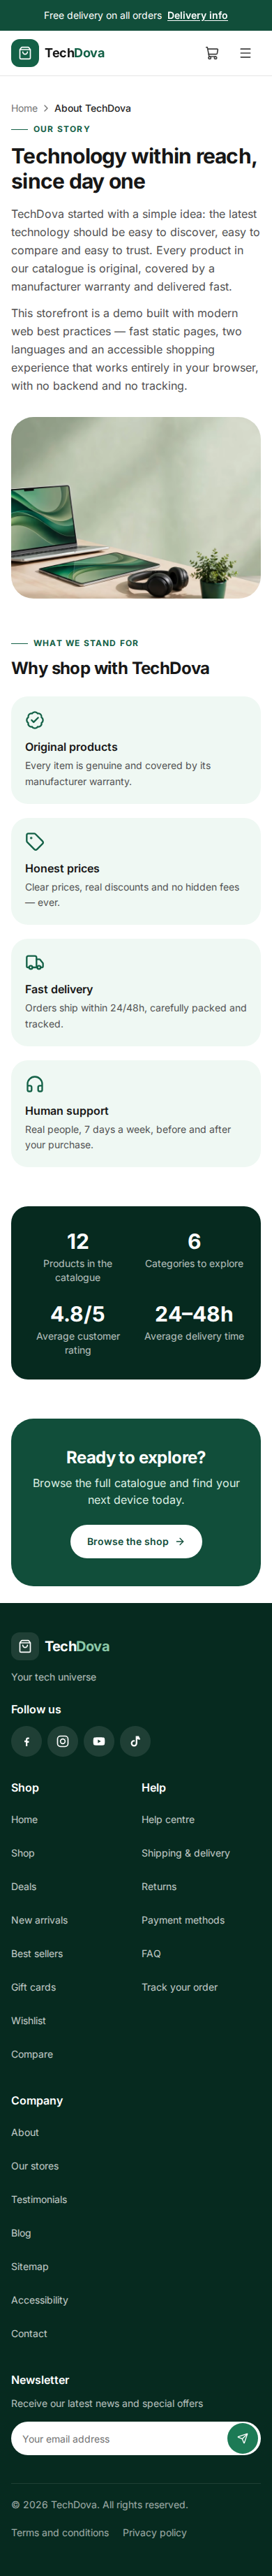 Free delivery on all orders Delivery info
TechDova
Home > About TechDova
OUR STORY
Technology within reach,
since day one
TechDova started with a simple idea: the latest
technology should be easy to discover, easy to
compare and easy to trust. Every product in
our catalogue is original, covered by a
manufacturer warranty and delivered fast.
This storefront is a demo built with modern
web best practices — fast static pages, two
languages and an accessible shopping
experience that works entirely in your browser,
with no backend and no tracking.
WHAT WE STAND FOR
Why shop with TechDova
Original products
Every item is genuine and covered by its
manufacturer warranty.
Honest prices
Clear prices, real discounts and no hidden fees
— ever.
Fast delivery
Orders ship within 24/48h, carefully packed and
tracked.
Human support
Real people, 7 days a week, before and after
your purchase.
12
Products in the
catalogue
6
Categories to explore
4.8/5
Average customer
rating
24–48h
Average delivery time
Ready to explore?
Browse the full catalogue and find your
next device today.
Browse the shop →
TechDova
Your tech universe
Follow us
Shop
Home
Shop
Deals
New arrivals
Best sellers
Gift cards
Wishlist
Compare
Help
Help centre
Shipping & delivery
Returns
Payment methods
FAQ
Track your order
Company
About
Our stores
Testimonials
Blog
Sitemap
Accessibility
Contact
Newsletter
Receive our latest news and special offers
Your email address
© 2026 TechDova. All rights reserved.
Terms and conditions Privacy policy